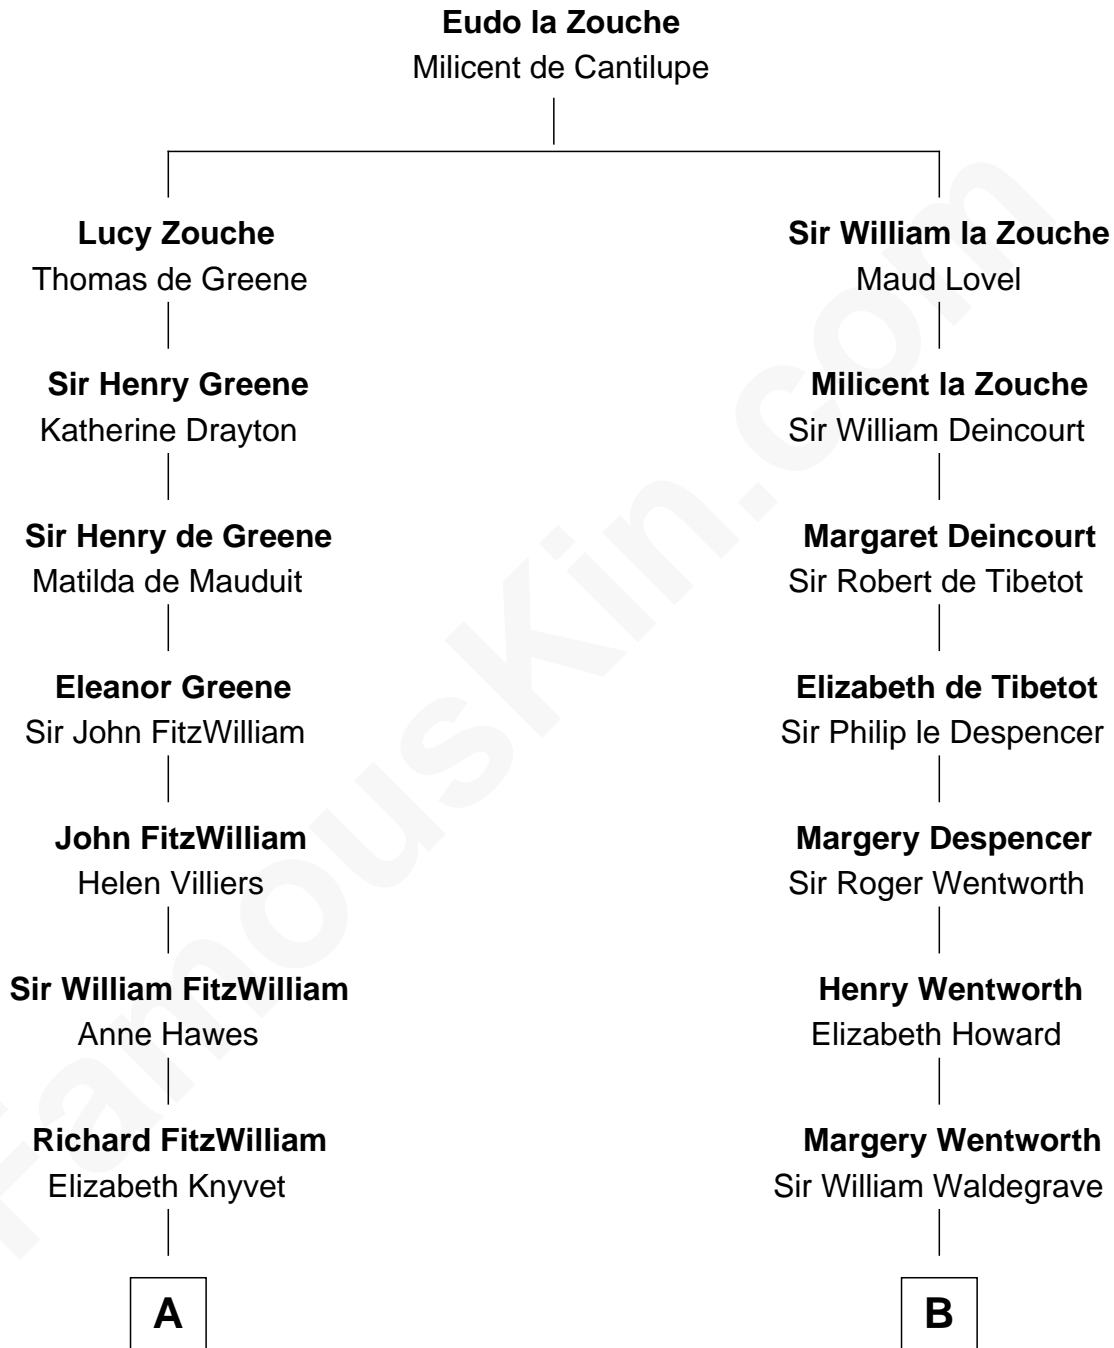 Eudo la Zouche
Milicent de Cantilupe
Lucy Zouche
Thomas de Greene
Sir William la Zouche
Maud Lovel
Sir Henry Greene
Katherine Drayton
Milicent la Zouche
Sir William Deincourt
Sir Henry de Greene
Matilda de Mauduit
Margaret Deincourt
Sir Robert de Tibetot
Eleanor Greene
Sir John FitzWilliam
Elizabeth de Tibetot
Sir Philip le Despencer
John FitzWilliam
Helen Villiers
Margery Despencer
Sir Roger Wentworth
Sir William FitzWilliam
Anne Hawes
Henry Wentworth
Elizabeth Howard
Richard FitzWilliam
Elizabeth Knyvet
Margery Wentworth
Sir William Waldegrave
A
B
FamousKin.com